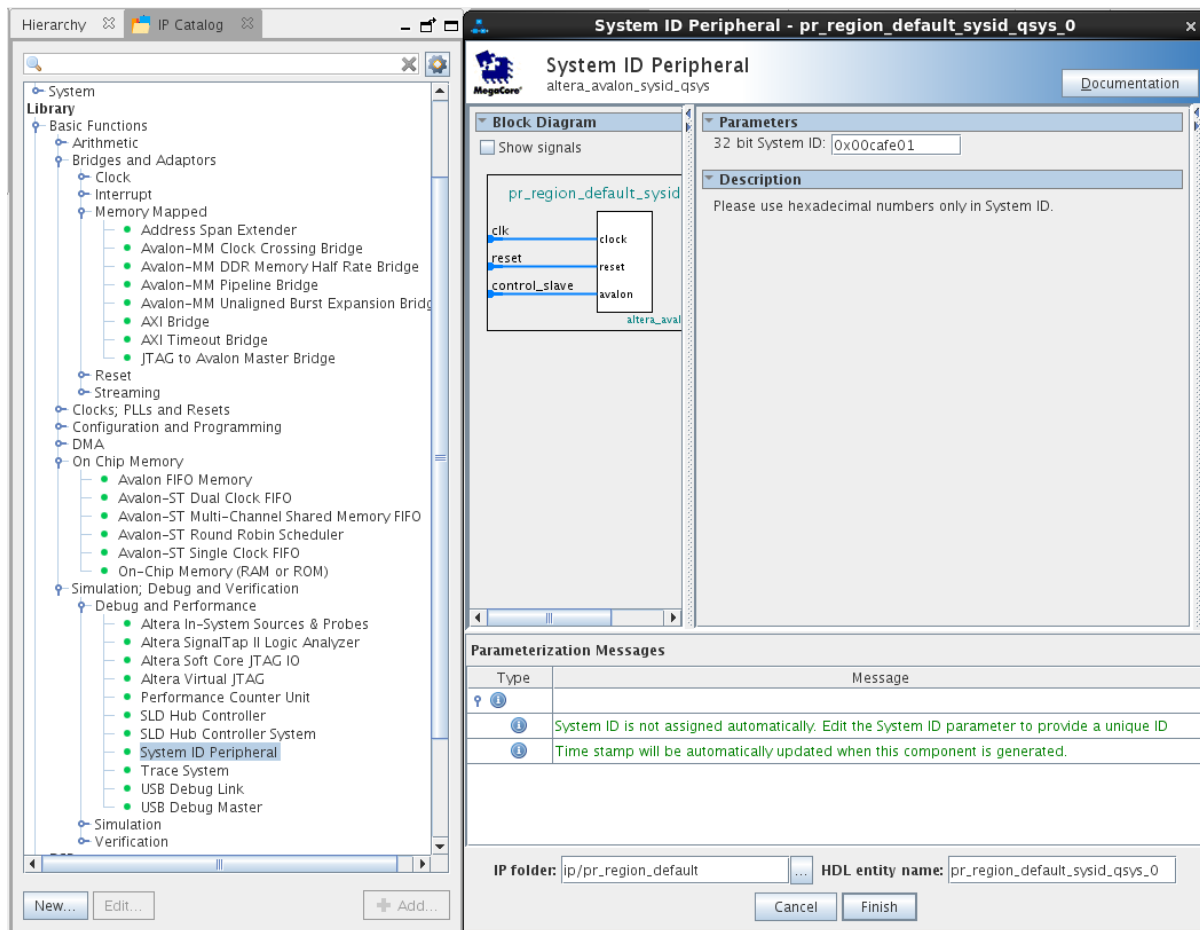 Hierarchy
IP Catalog
System
Library
Basic Functions
Arithmetic
Bridges and Adaptors
Clock
Interrupt
Memory Mapped
Address Span Extender
Avalon-MM Clock Crossing Bridge
Avalon-MM DDR Memory Half Rate Bridge
Avalon-MM Pipeline Bridge
Avalon-MM Unaligned Burst Expansion Bridg
AXI Bridge
AXI Timeout Bridge
JTAG to Avalon Master Bridge
Reset
Streaming
Clocks; PLLs and Resets
Configuration and Programming
DMA
On Chip Memory
Avalon FIFO Memory
Avalon-ST Dual Clock FIFO
Avalon-ST Multi-Channel Shared Memory FIFO
Avalon-ST Round Robin Scheduler
Avalon-ST Single Clock FIFO
On-Chip Memory (RAM or ROM)
Simulation; Debug and Verification
Debug and Performance
Altera In-System Sources & Probes
Altera SignalTap II Logic Analyzer
Altera Soft Core JTAG IO
Altera Virtual JTAG
Performance Counter Unit
SLD Hub Controller
SLD Hub Controller System
System ID Peripheral
Trace System
USB Debug Link
USB Debug Master
Simulation
Verification
New...
Edit...
Add...
System ID Peripheral - pr_region_default_sysid_qsys_0
MegaCore®
System ID Peripheral
altera_avalon_sysid_qsys
Documentation
Block Diagram
Show signals
pr_region_default_sysid
clk
clock
reset
reset
control_slave
avalon
altera_aval
Parameters
32 bit System ID: 0x00cafe01
Description
Please use hexadecimal numbers only in System ID.
Parameterization Messages
Type
Message
System ID is not assigned automatically. Edit the System ID parameter to provide a unique ID
Time stamp will be automatically updated when this component is generated.
IP folder: ip/pr_region_default ... HDL entity name: pr_region_default_sysid_qsys_0
Cancel
Finish